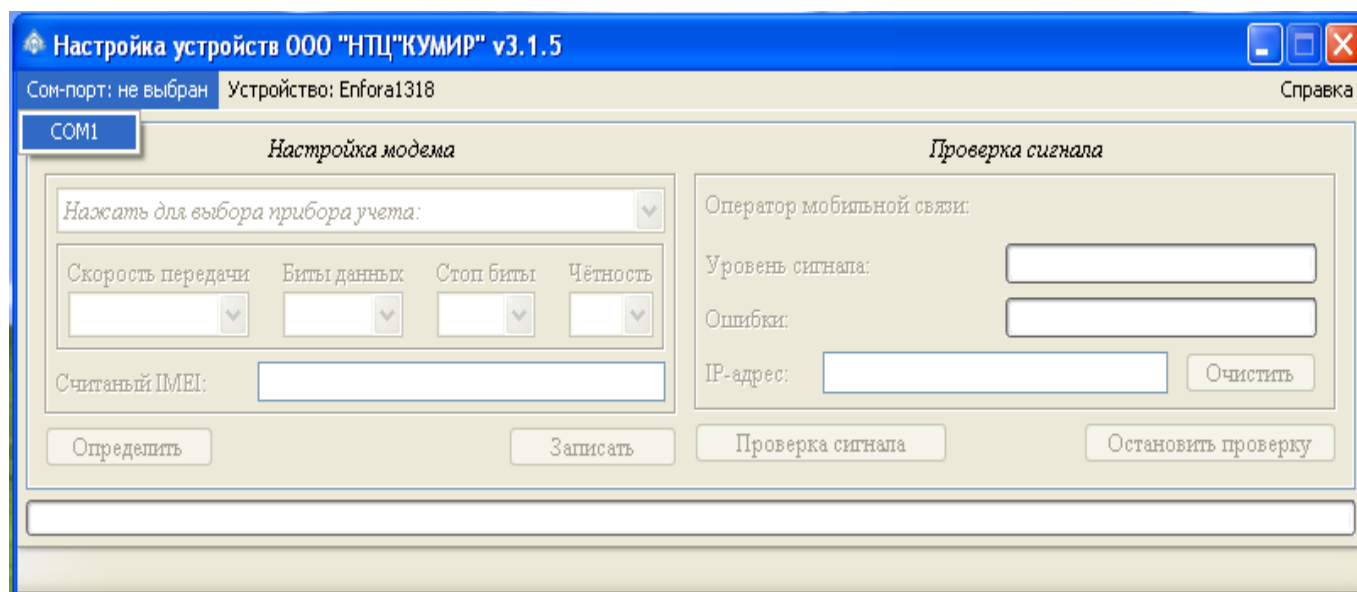 Настройка устройств ООО "НТЦ"КУМИР" v3.1.5
Сом-порт: не выбран Устройство: Enfora1318 Справка
COM1
Настройка модема
Нажать для выбора прибора учета:
Скорость передачи Биты данных Стоп биты Чётность
Считаный IMEI:
Определить Записать
Проверка сигнала
Оператор мобильной связи:
Уровень сигнала:
Ошибки:
IP-адрес: Очистить
Проверка сигнала Остановить проверку